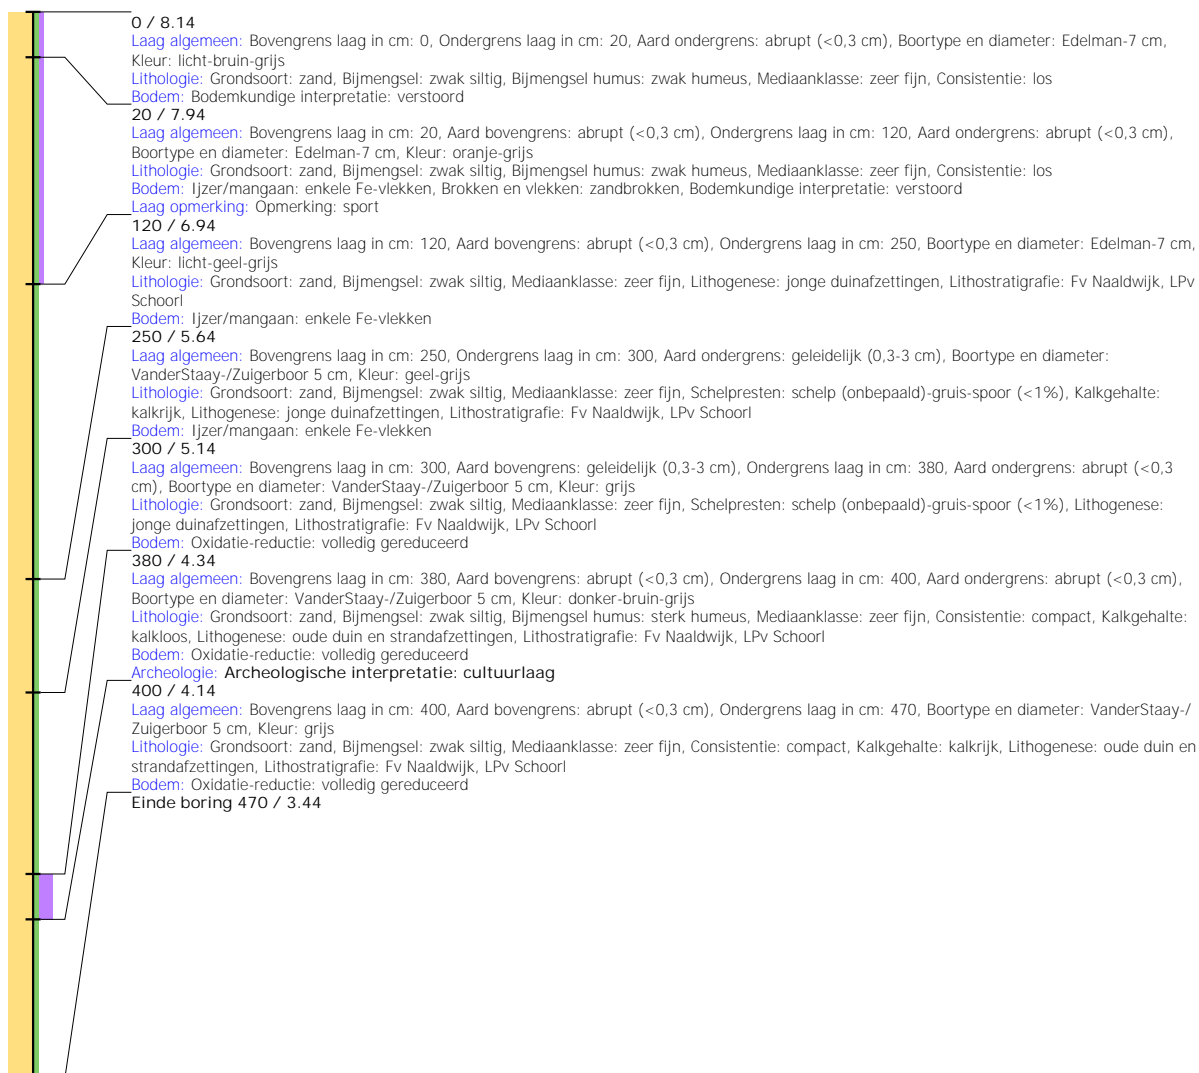 0 / 8.14
Laag algemeen: Bovengrens laag in cm: 0, Ondergrens laag in cm: 20, Aard ondergrens: abrupt (<0,3 cm), Boortype en diameter: Edelman-7 cm,
Kleur: licht-bruin-grijs
Lithologie: Grondsoort: zand, Bijmengsel: zwak siltig, Bijmengsel humus: zwak humeus, Mediaanklasse: zeer fijn, Consistentie: los
Bodem: Bodemkundige interpretatie: verstoord
20 / 7.94
Laag algemeen: Bovengrens laag in cm: 20, Aard bovengrens: abrupt (<0,3 cm), Ondergrens laag in cm: 120, Aard ondergrens: abrupt (<0,3 cm),
Boortype en diameter: Edelman-7 cm, Kleur: oranje-grijs
Lithologie: Grondsoort: zand, Bijmengsel: zwak siltig, Bijmengsel humus: zwak humeus, Mediaanklasse: zeer fijn, Consistentie: los
Bodem: Ijzer/mangaan: enkele Fe-vlekken, Brokken en vlekken: zandbrokken, Bodemkundige interpretatie: verstoord
Laag opmerking: Opmerking: sport
120 / 6.94
Laag algemeen: Bovengrens laag in cm: 120, Aard bovengrens: abrupt (<0,3 cm), Ondergrens laag in cm: 250, Boortype en diameter: Edelman-7 cm,
Kleur: licht-geel-grijs
Lithologie: Grondsoort: zand, Bijmengsel: zwak siltig, Mediaanklasse: zeer fijn, Lithogenese: jonge duinafzettingen, Lithostratigrafie: Fv Naaldwijk, LPv
Schoorl
Bodem: Ijzer/mangaan: enkele Fe-vlekken
250 / 5.64
Laag algemeen: Bovengrens laag in cm: 250, Ondergrens laag in cm: 300, Aard ondergrens: geleidelijk (0,3-3 cm), Boortype en diameter:
VanderStaay-/Zuigerboor 5 cm, Kleur: geel-grijs
Lithologie: Grondsoort: zand, Bijmengsel: zwak siltig, Mediaanklasse: zeer fijn, Schelpresten: schelp (onbepaald)-gruis-spoor (<1%), Kalkgehalte:
kalkrijk, Lithogenese: jonge duinafzettingen, Lithostratigrafie: Fv Naaldwijk, LPv Schoorl
Bodem: Ijzer/mangaan: enkele Fe-vlekken
300 / 5.14
Laag algemeen: Bovengrens laag in cm: 300, Aard bovengrens: geleidelijk (0,3-3 cm), Ondergrens laag in cm: 380, Aard ondergrens: abrupt (<0,3
cm), Boortype en diameter: VanderStaay-/Zuigerboor 5 cm, Kleur: grijs
Lithologie: Grondsoort: zand, Bijmengsel: zwak siltig, Mediaanklasse: zeer fijn, Schelpresten: schelp (onbepaald)-gruis-spoor (<1%), Lithogenese:
jonge duinafzettingen, Lithostratigrafie: Fv Naaldwijk, LPv Schoorl
Bodem: Oxidatie-reductie: volledig gereduceerd
380 / 4.34
Laag algemeen: Bovengrens laag in cm: 380, Aard bovengrens: abrupt (<0,3 cm), Ondergrens laag in cm: 400, Aard ondergrens: abrupt (<0,3 cm),
Boortype en diameter: VanderStaay-/Zuigerboor 5 cm, Kleur: donker-bruin-grijs
Lithologie: Grondsoort: zand, Bijmengsel: zwak siltig, Bijmengsel humus: sterk humeus, Mediaanklasse: zeer fijn, Consistentie: compact, Kalkgehalte:
kalkloos, Lithogenese: oude duin en strandafzettingen, Lithostratigrafie: Fv Naaldwijk, LPv Schoorl
Bodem: Oxidatie-reductie: volledig gereduceerd
Archeologie: Archeologische interpretatie: cultuurlaag
400 / 4.14
Laag algemeen: Bovengrens laag in cm: 400, Aard bovengrens: abrupt (<0,3 cm), Ondergrens laag in cm: 470, Boortype en diameter: VanderStaay-/
Zuigerboor 5 cm, Kleur: grijs
Lithologie: Grondsoort: zand, Bijmengsel: zwak siltig, Mediaanklasse: zeer fijn, Consistentie: compact, Kalkgehalte: kalkrijk, Lithogenese: oude duin en
strandafzettingen, Lithostratigrafie: Fv Naaldwijk, LPv Schoorl
Bodem: Oxidatie-reductie: volledig gereduceerd
Einde boring 470 / 3.44